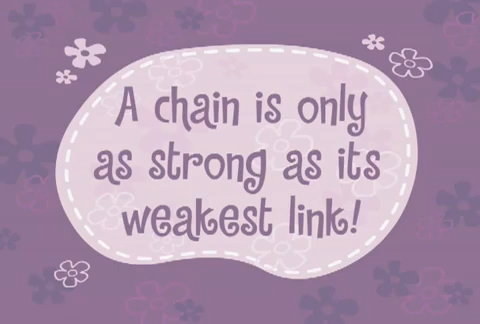 A chain is only
as strong as its
weakest link!